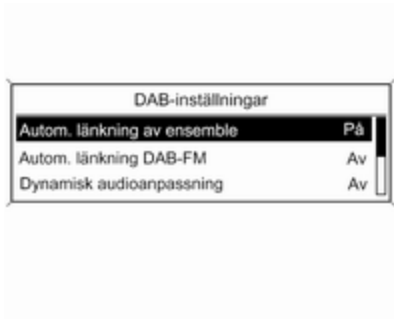 DAB-inställningar
Autom. länkning av ensemble På
Autom. länkning DAB-FM Av
Dynamisk audioanpassning Av